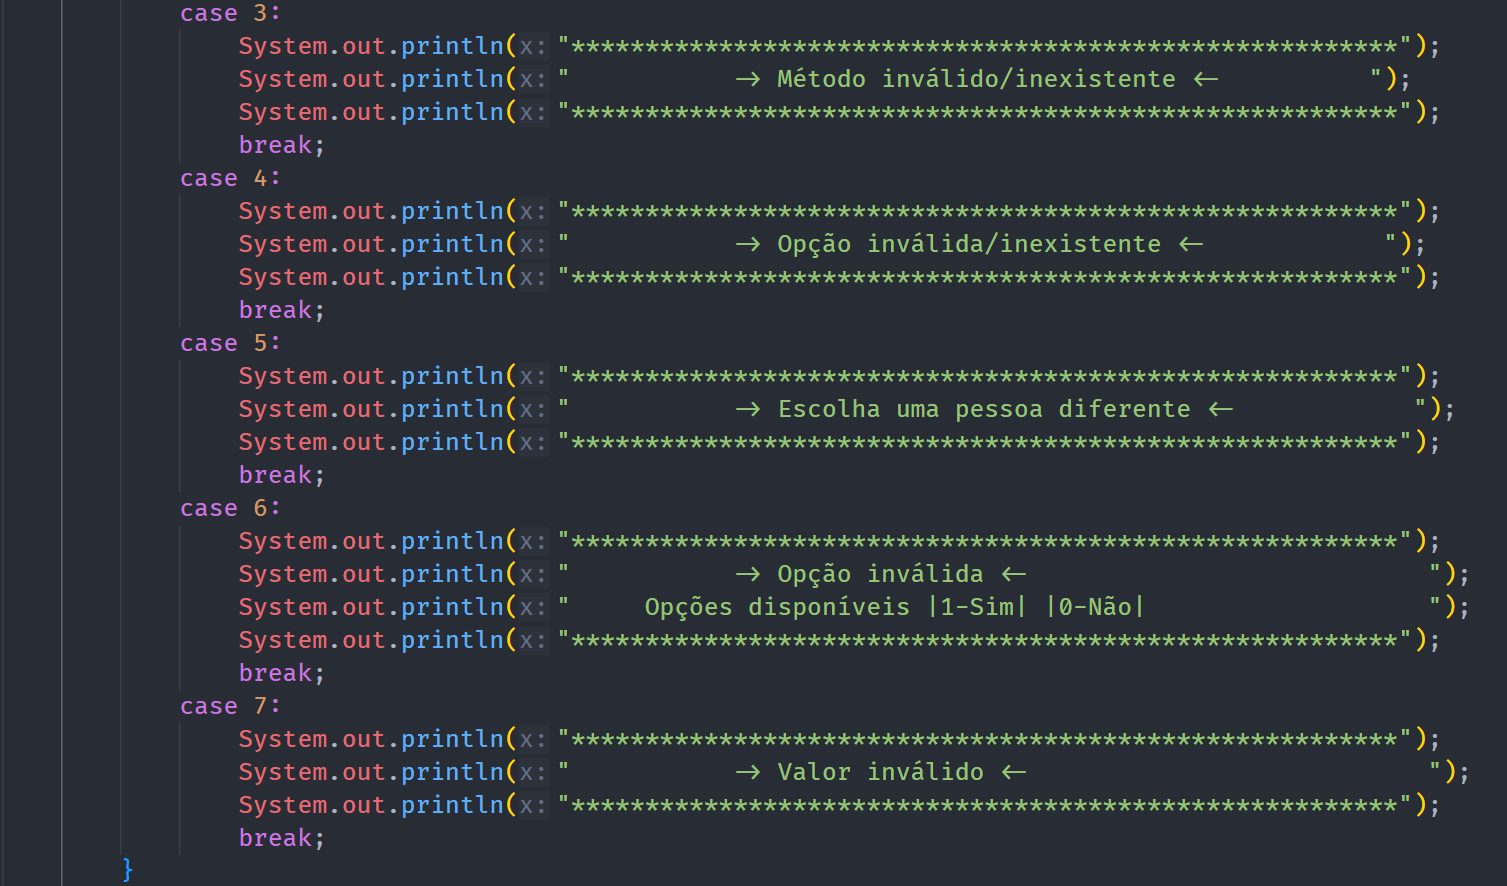 case 3:
System.out.println(x: "********************************************************");
System.out.println(x: "           → Método inválido/inexistente ←          ");
System.out.println(x: "********************************************************");
break;
case 4:
System.out.println(x: "********************************************************");
System.out.println(x: "           → Opção inválida/inexistente ←            ");
System.out.println(x: "********************************************************");
break;
case 5:
System.out.println(x: "********************************************************");
System.out.println(x: "           → Escolha uma pessoa diferente ←            ");
System.out.println(x: "********************************************************");
break;
case 6:
System.out.println(x: "********************************************************");
System.out.println(x: "           → Opção inválida ←                           ");
System.out.println(x: "     Opções disponíveis |1-Sim| |0-Não|                   ");
System.out.println(x: "********************************************************");
break;
case 7:
System.out.println(x: "********************************************************");
System.out.println(x: "           → Valor inválido ←                           ");
System.out.println(x: "********************************************************");
break;
}